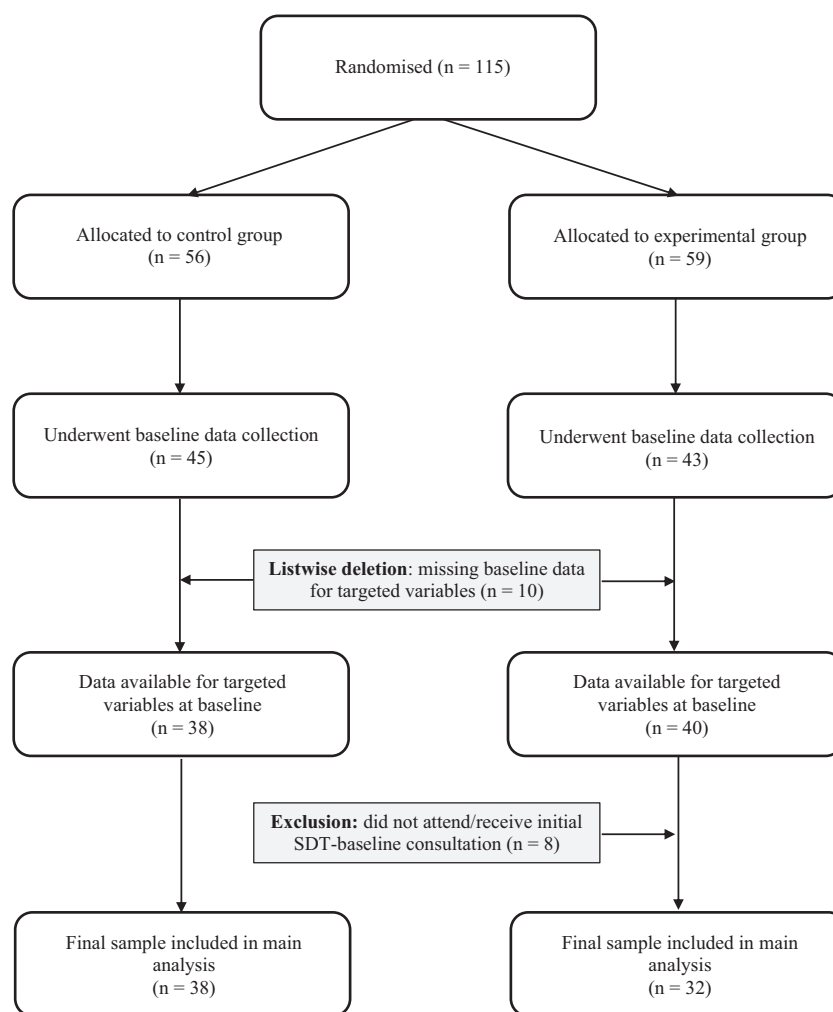 Randomised (n = 115)
Allocated to control group
(n = 56)
Allocated to experimental group
(n = 59)
Underwent baseline data collection
(n = 45)
Underwent baseline data collection
(n = 43)
Listwise deletion: missing baseline data
for targeted variables (n = 10)
Data available for targeted
variables at baseline
(n = 38)
Data available for targeted
variables at baseline
(n = 40)
Exclusion: did not attend/receive initial
SDT-baseline consultation (n = 8)
Final sample included in main
analysis
(n = 38)
Final sample included in main
analysis
(n = 32)